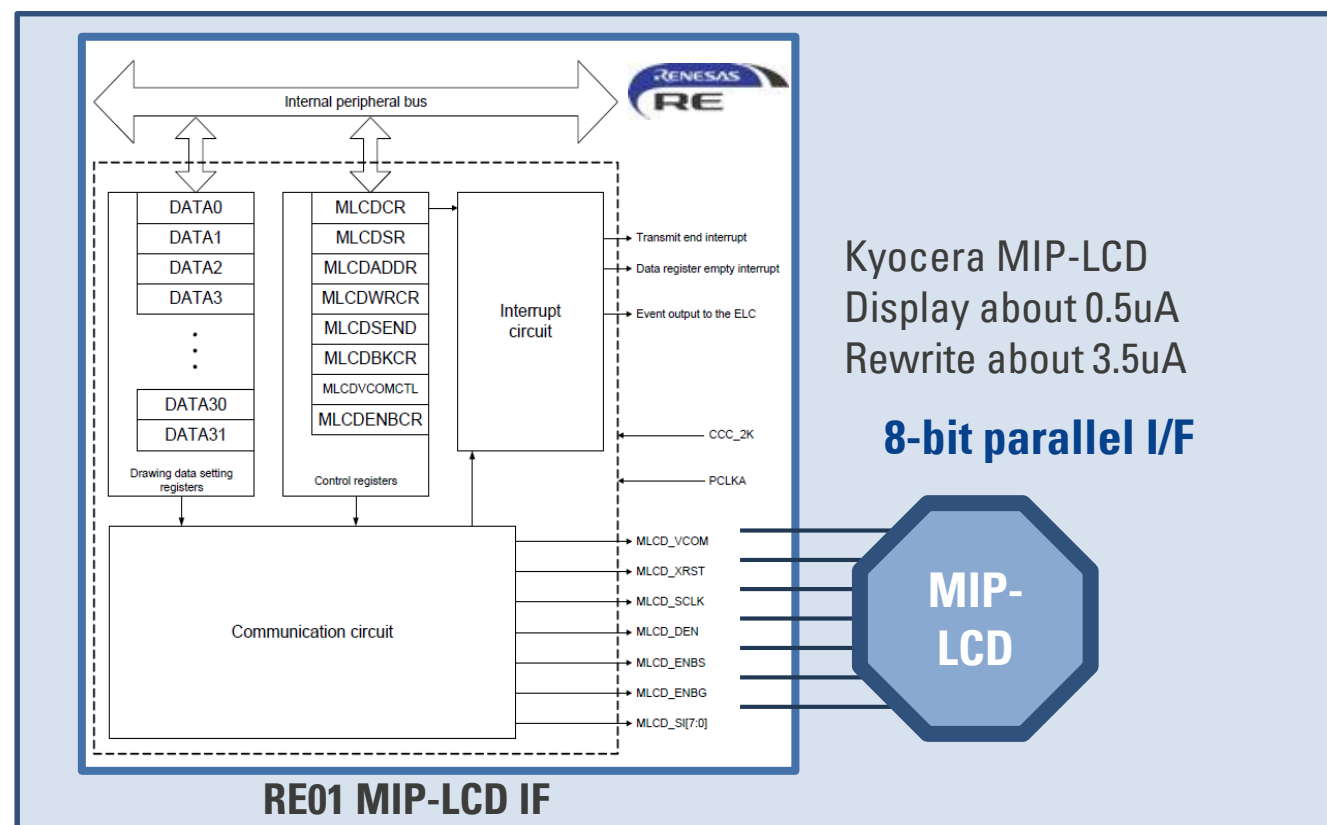 RENESAS
RE
Internal peripheral bus
DATA0
DATA1
DATA2
DATA3
DATA30
DATA31
Drawing data setting
registers
MLCDCR
MLCDSR
MLCDADDR
MLCDWRCR
MLCDSEND
MLCDBKCR
MLCDVCOMCTL
MLCDENBCR
Control registers
Interrupt
circuit
Transmit end interrupt
Data register empty interrupt
Event output to the ELC
CCC_2K
PCLKA
Communication circuit
MLCD_VCOM
MLCD_XRST
MLCD_SCLK
MLCD_DEN
MLCD_ENBS
MLCD_ENBG
MLCD_SI[7:0]
RE01 MIP-LCD IF
Kyocera MIP-LCD
Display about 0.5uA
Rewrite about 3.5uA
8-bit parallel I/F
MIP-
LCD